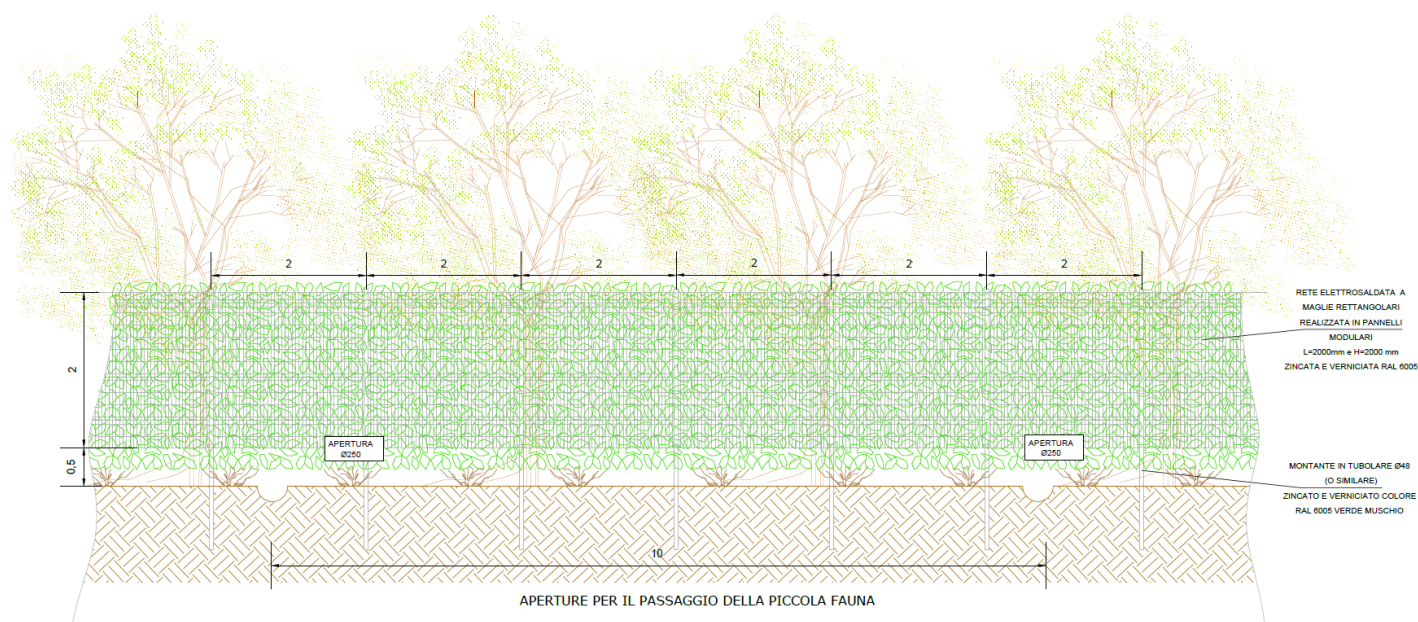 2
2
2
2
2
2
RETE ELETTROSALDATA A
MAGLIE RETTANGOLARI
REALIZZATA IN PANNELLI
MODULARI
L=2000mm e H=2000 mm
ZINCATA E VERNICIATA RAL 6005
2
APERTURA
Ø250
APERTURA
Ø250
0,5
MONTANTE IN TUBOLARE Ø48
(O SIMILARE)
ZINCATO E VERNICIATO COLORE
RAL 6005 VERDE MUSCHIO
10
APERTURE PER IL PASSAGGIO DELLA PICCOLA FAUNA